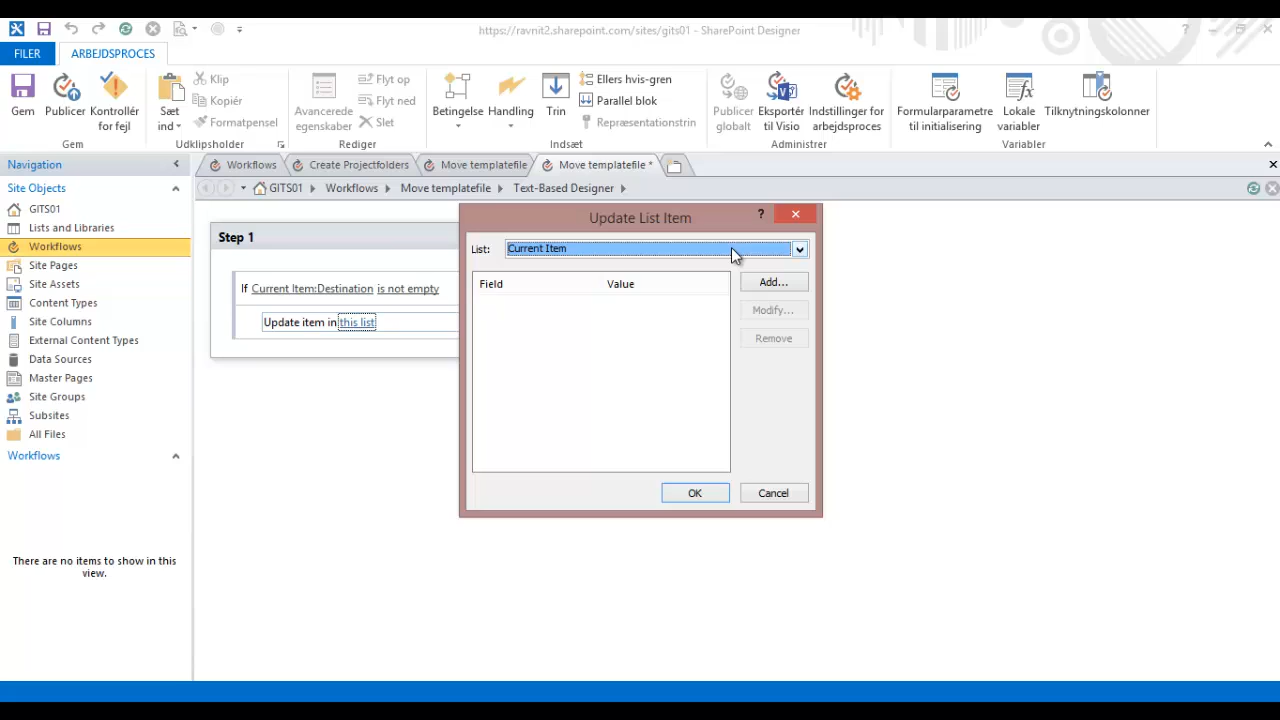 https://ravnit2.sharepoint.com/sites/gits01 - SharePoint Designer
FILER
ARBEJDSPROCES
Gem
Publicer
Kontrollér for fejl
Gem
Sæt ind
Klip
Kopiér
Formatpensel
Udklipsholder
Avancerede egenskaber
Flyt op
Flyt ned
Slet
Rediger
Betingelse
Handling
Trin
Ellers hvis-gren
Parallel blok
Repræsentationstrin
Indsæt
Publicer globalt
Eksportér til Visio
Indstillinger for arbejdsproces
Administrer
Formularparametre til initialisering
Lokale variabler
Tilknytningskolonner
Variabler
Navigation
Workflows
Create Projectfolders
Move templatefile
Move templatefile *
GITS01
Workflows
Move templatefile
Text-Based Designer
Site Objects
GITS01
Lists and Libraries
Workflows
Site Pages
Site Assets
Content Types
Site Columns
External Content Types
Data Sources
Master Pages
Site Groups
Subsites
All Files
Workflows
There are no items to show in this
view.
Step 1
If Current Item:Destination is not empty
Update item in this list
Update List Item
?
List:
Current Item
Field
Value
Add...
Modify...
Remove
OK
Cancel